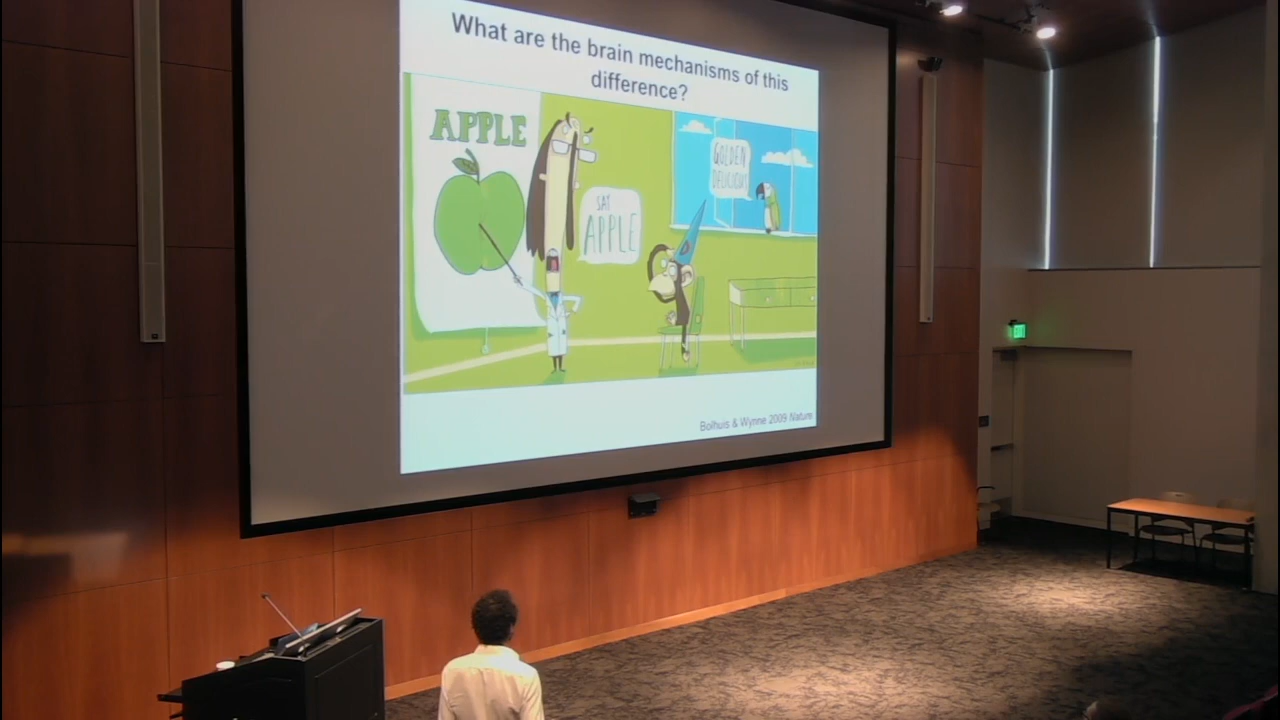 What are the brain mechanisms of this
difference?
APPLE
SAY
APPLE
GOLDEN
DELICIOUS
D
Bolhuis & Wynne 2009 Nature